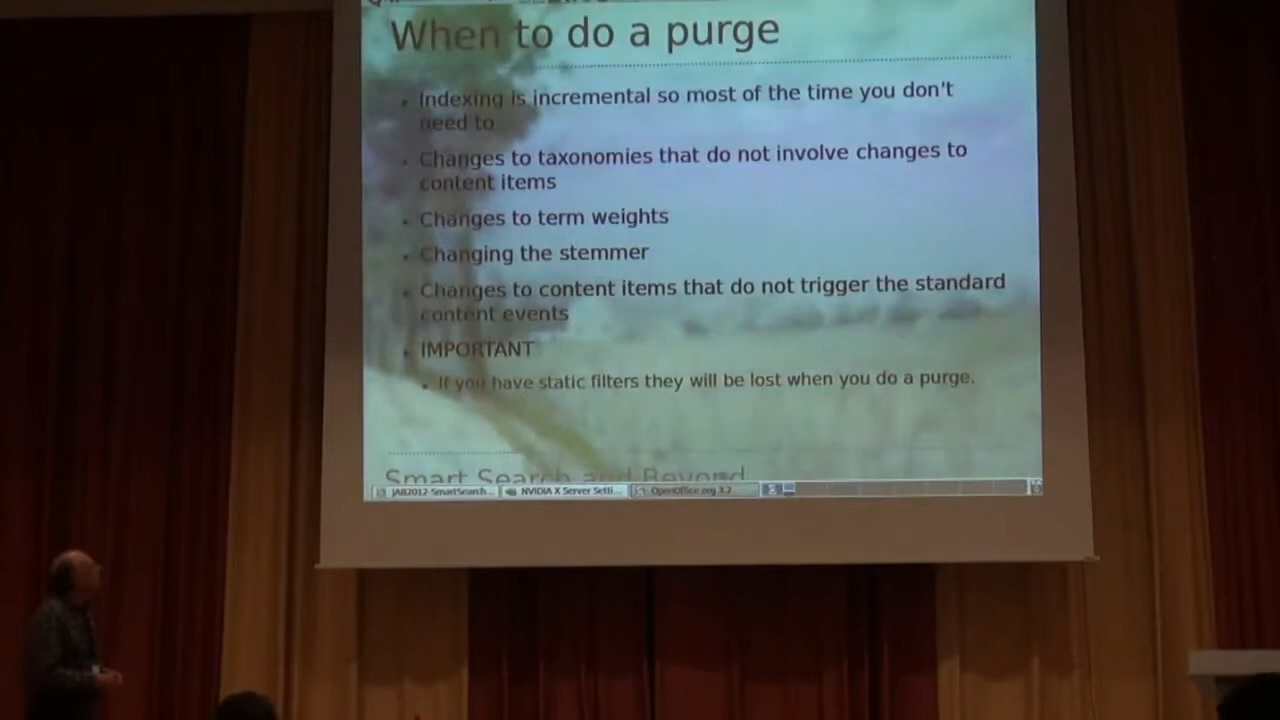 When to do a purge
Indexing is incremental so most of the time you don't
need to
Changes to taxonomies that do not involve changes to
content items
Changes to term weights
Changing the stemmer
Changes to content items that do not trigger the standard
content events
IMPORTANT
If you have static filters they will be lost when you do a purge.
Smart Search and Beyond
JAB2012-SmartSearch... NVIDIA X Server Setti... OpenOffice.org 3.2